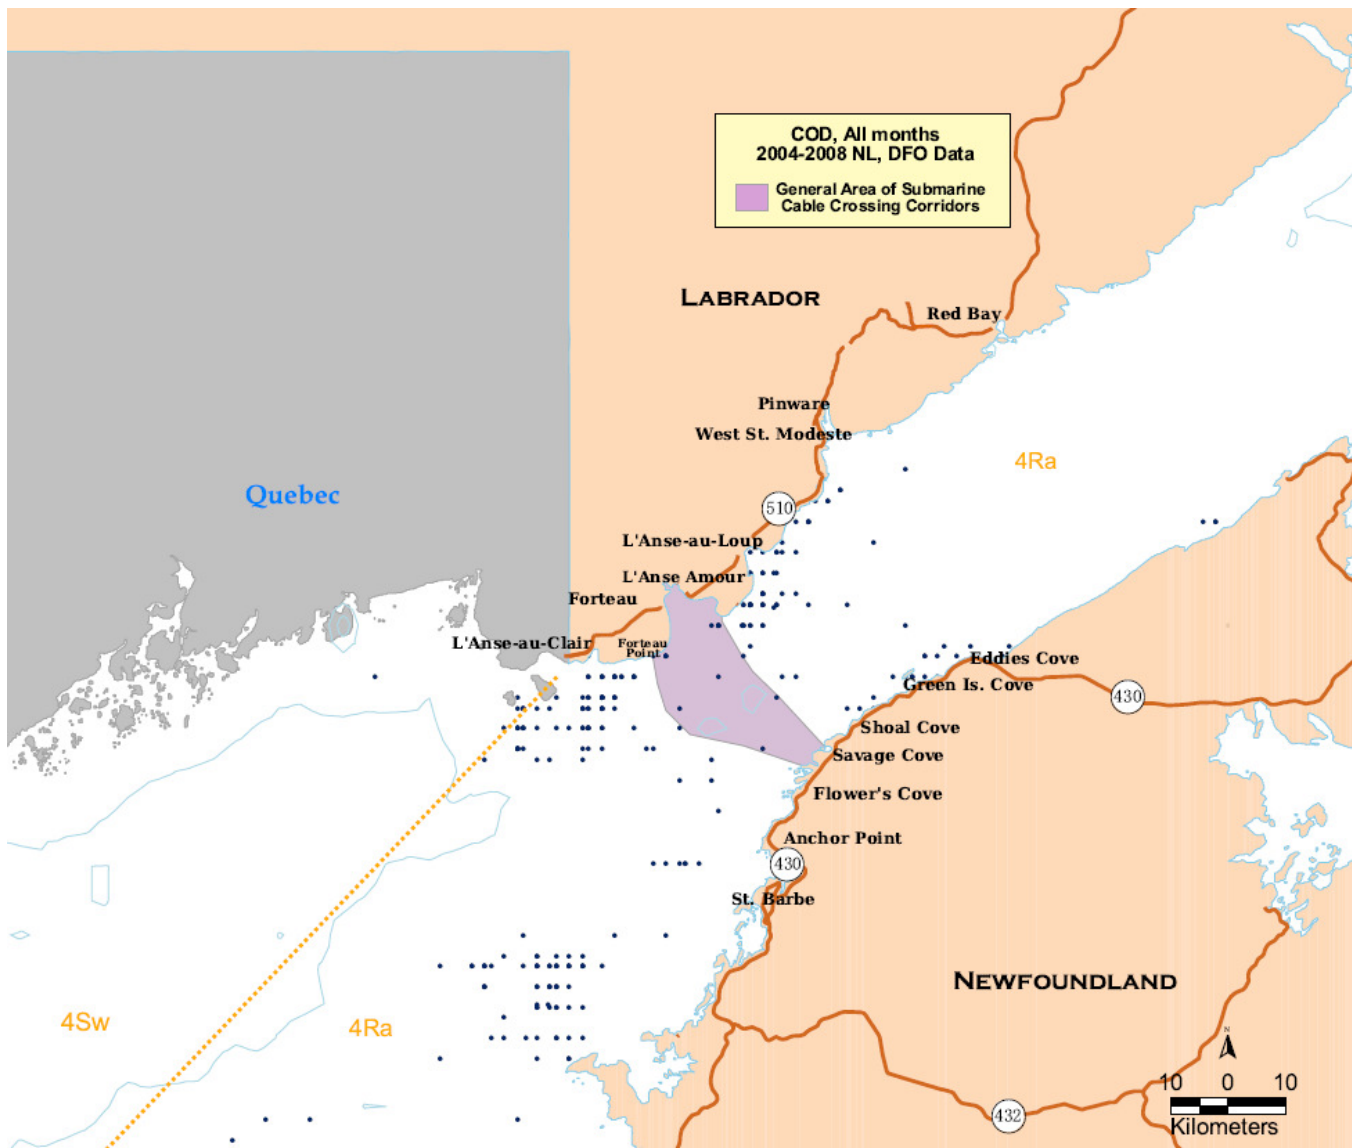 COD, All months
2004-2008 NL, DFO Data
General Area of Submarine
Cable Crossing Corridors
LABRADOR
Red Bay
Pinware
West St. Modeste
4Ra
Quebec
510
L'Anse-au-Loup
L'Anse Amour
Forteau
L'Anse-au-Clair
Forteau
Point
Eddies Cove
Green Is. Cove
430
Shoal Cove
Savage Cove
Flower's Cove
Anchor Point
430
St. Barbe
NEWFOUNDLAND
4Sw
4Ra
N
10 0 10
Kilometers
432